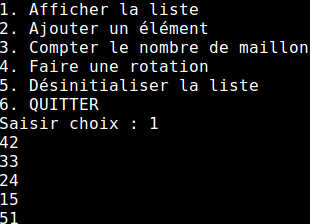 1. Afficher la liste
2. Ajouter un élément
3. Compter le nombre de maillon
4. Faire une rotation
5. Désinitialiser la liste
6. QUITTER
Saisir choix : 1
42
33
24
15
51